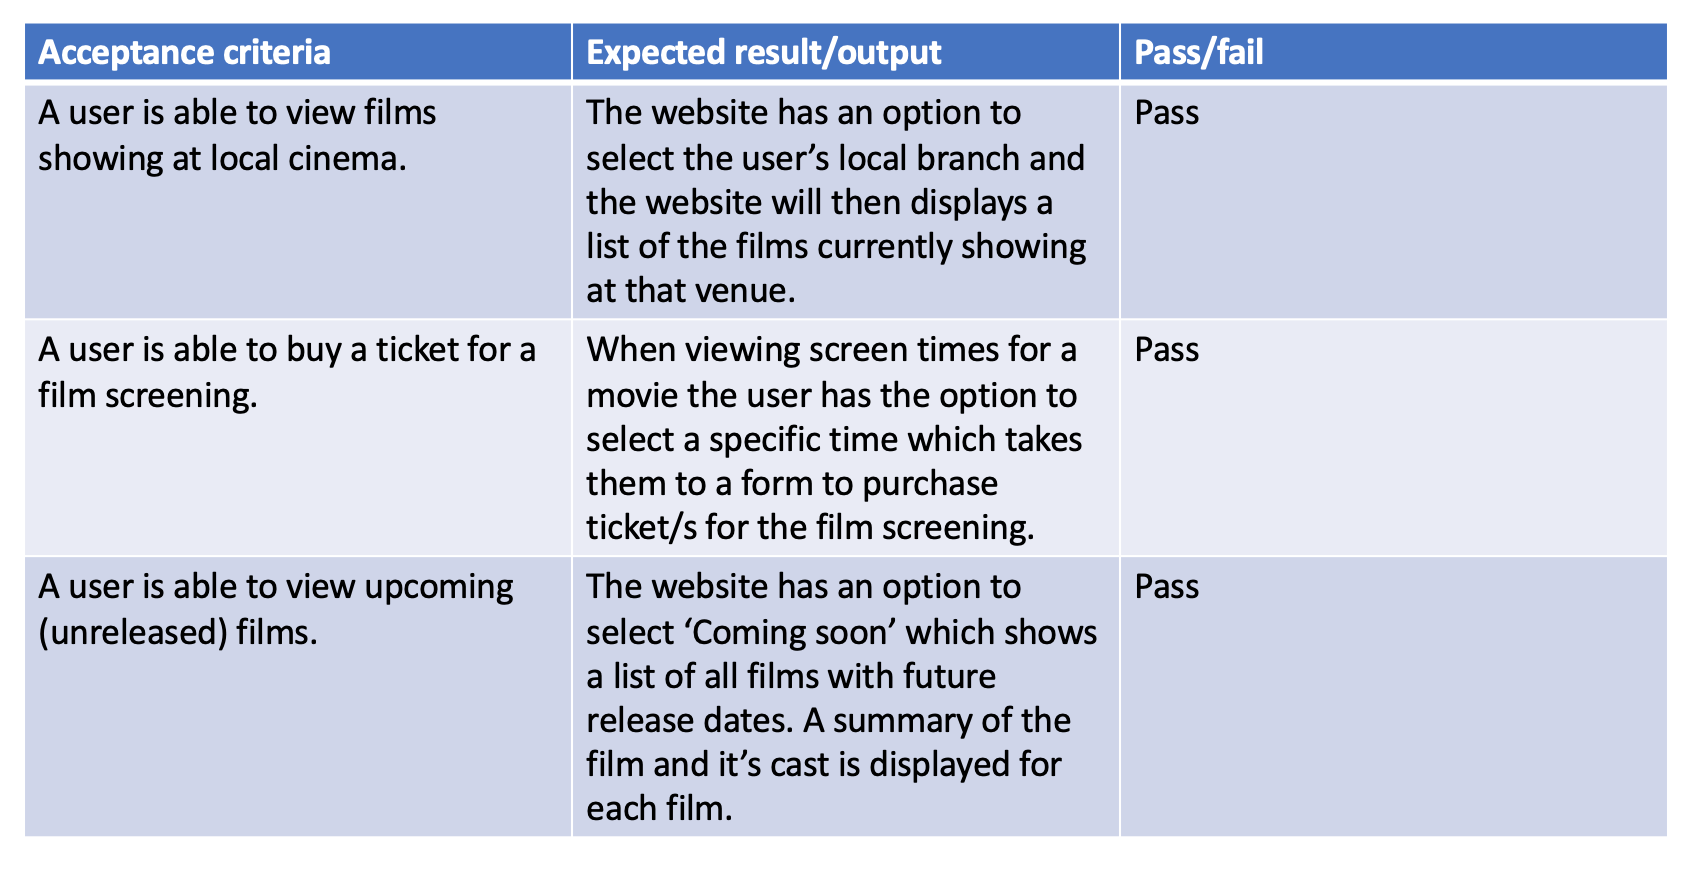 Acceptance criteria
Expected result/output
Pass/fail
A user is able to view films
showing at local cinema.
The website has an option to
select the user’s local branch and
the website will then displays a
list of the films currently showing
at that venue.
Pass
A user is able to buy a ticket for a
film screening.
When viewing screen times for a
movie the user has the option to
select a specific time which takes
them to a form to purchase
ticket/s for the film screening.
Pass
A user is able to view upcoming
(unreleased) films.
The website has an option to
select ‘Coming soon’ which shows
a list of all films with future
release dates. A summary of the
film and it’s cast is displayed for
each film.
Pass